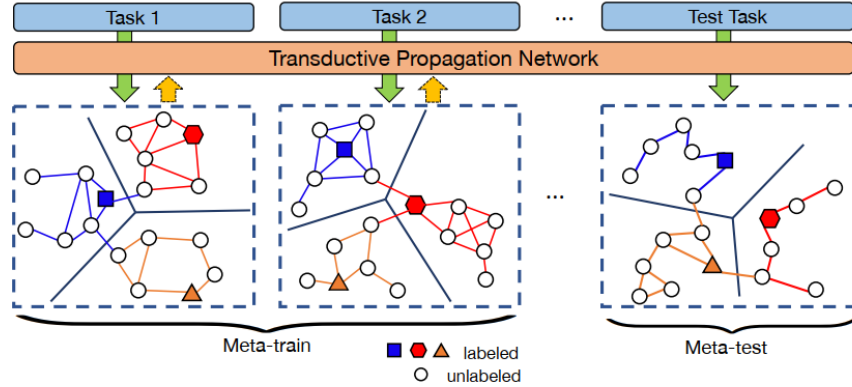 Task 1
Task 2
...
Test Task
Transductive Propagation Network
...
Meta-train
Meta-test
labeled
unlabeled